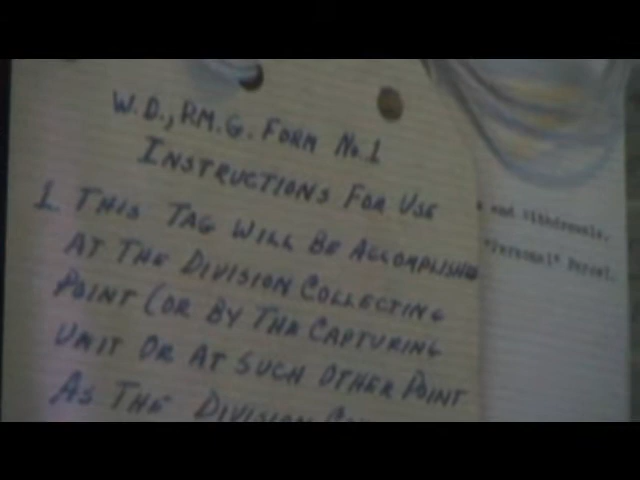 W.D., P.M.G. FORM No. 1
INSTRUCTIONS FOR USE
1. THIS TAG WILL BE ACCOMPLISHED
AT THE DIVISION COLLECTING
POINT (OR BY THE CAPTURING
UNIT OR AT SUCH OTHER POINT
AS THE DIVISION
and Withdrawals.
"Personal" Parcel.